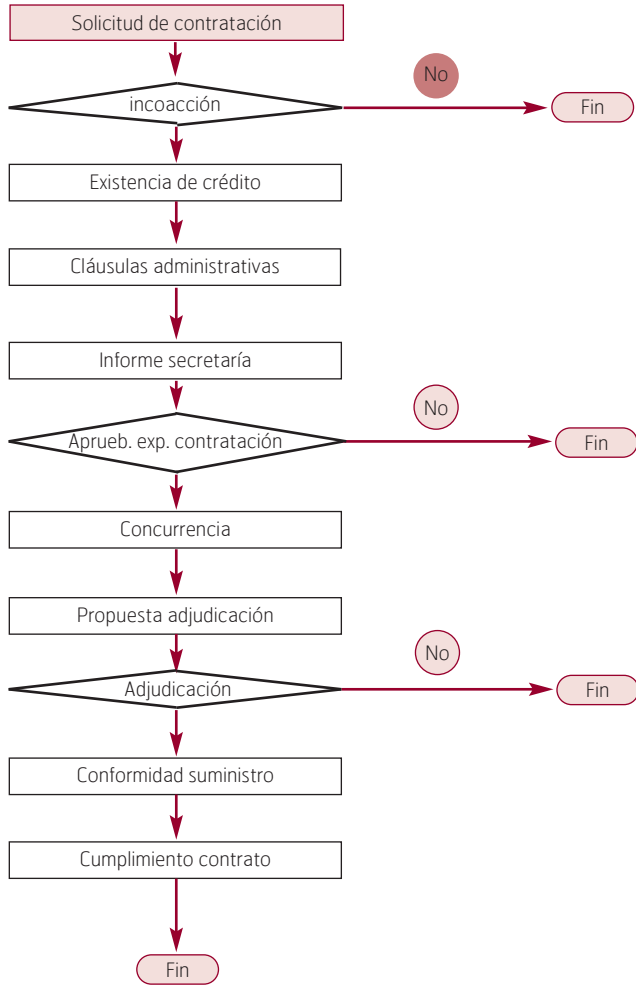 Solicitud de contratación
No
incoacción
Fin
Existencia de crédito
Cláusulas administrativas
Informe secretaría
No
Aprueb. exp. contratación
Fin
Concurrencia
Propuesta adjudicación
No
Adjudicación
Fin
Conformidad suministro
Cumplimiento contrato
Fin